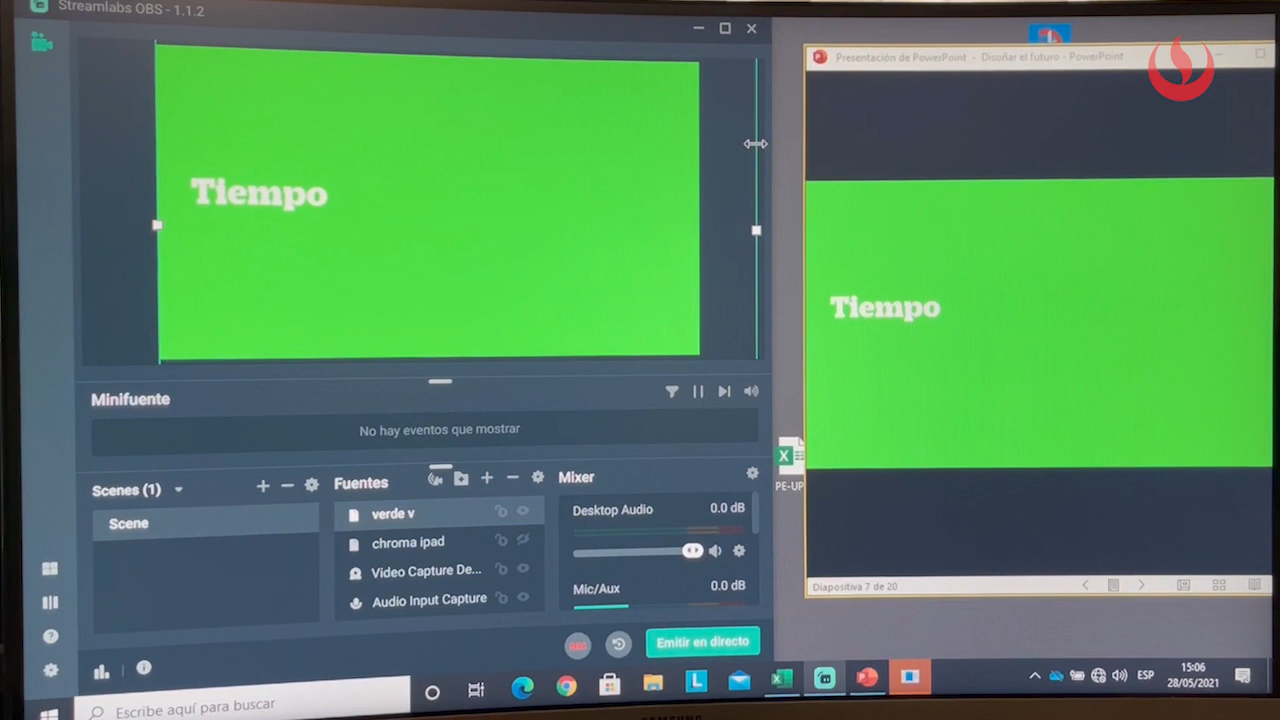 Streamlabs OBS - 1.1.2
Tiempo
Minifuente
No hay eventos que mostrar
Scenes (1)
Scene
Fuentes
verde v
chroma ipad
Video Capture De...
Audio Input Capture
Mixer
Desktop Audio 0.0 dB
Mic/Aux 0.0 dB
REC
Emitir en directo
Presentación de PowerPoint - Disoñar el futuro - PowerPoint
Tiempo
Diapositiva 7 de 20
PE-UP
Escribe aquí para buscar
ESP
15:06
28/05/2021
SAMSUNG